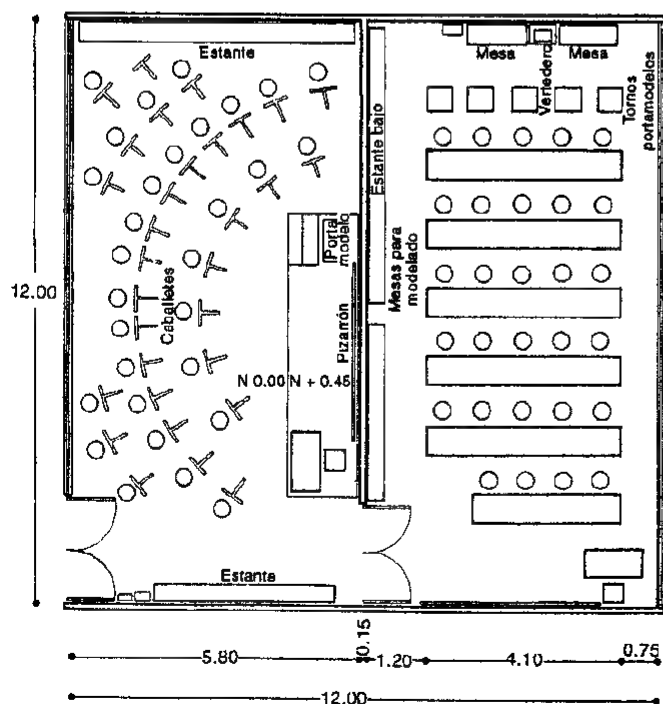 Estante
Mesa
Mesa
Vertedero
Tornos
portamodelos
Estante bajo
12.00
Caballetes
Portal
modelo
Mesas para
modelado
Pizarrón
N 0.00 N + 0.45
Estante
5.80
0.15
1.20
4.10
0.75
12.00